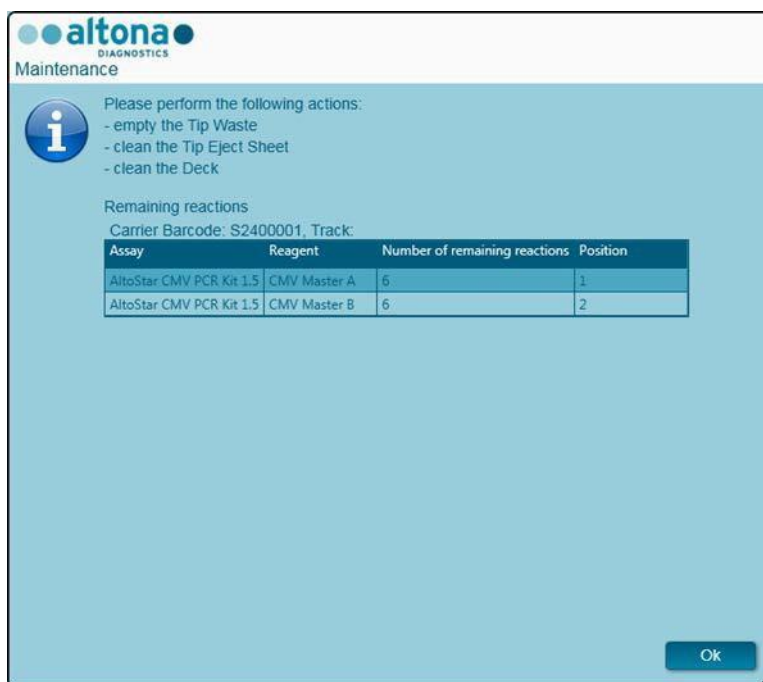 altona
DIAGNOSTICS
Maintenance
Please perform the following actions:
- empty the Tip Waste
- clean the Tip Eject Sheet
- clean the Deck
Remaining reactions
Carrier Barcode: S2400001, Track:
Assay Reagent Number of remaining reactions Position
AltoStar CMV PCR Kit 1.5 CMV Master A 6 1
AltoStar CMV PCR Kit 1.5 CMV Master B 6 2
Ok